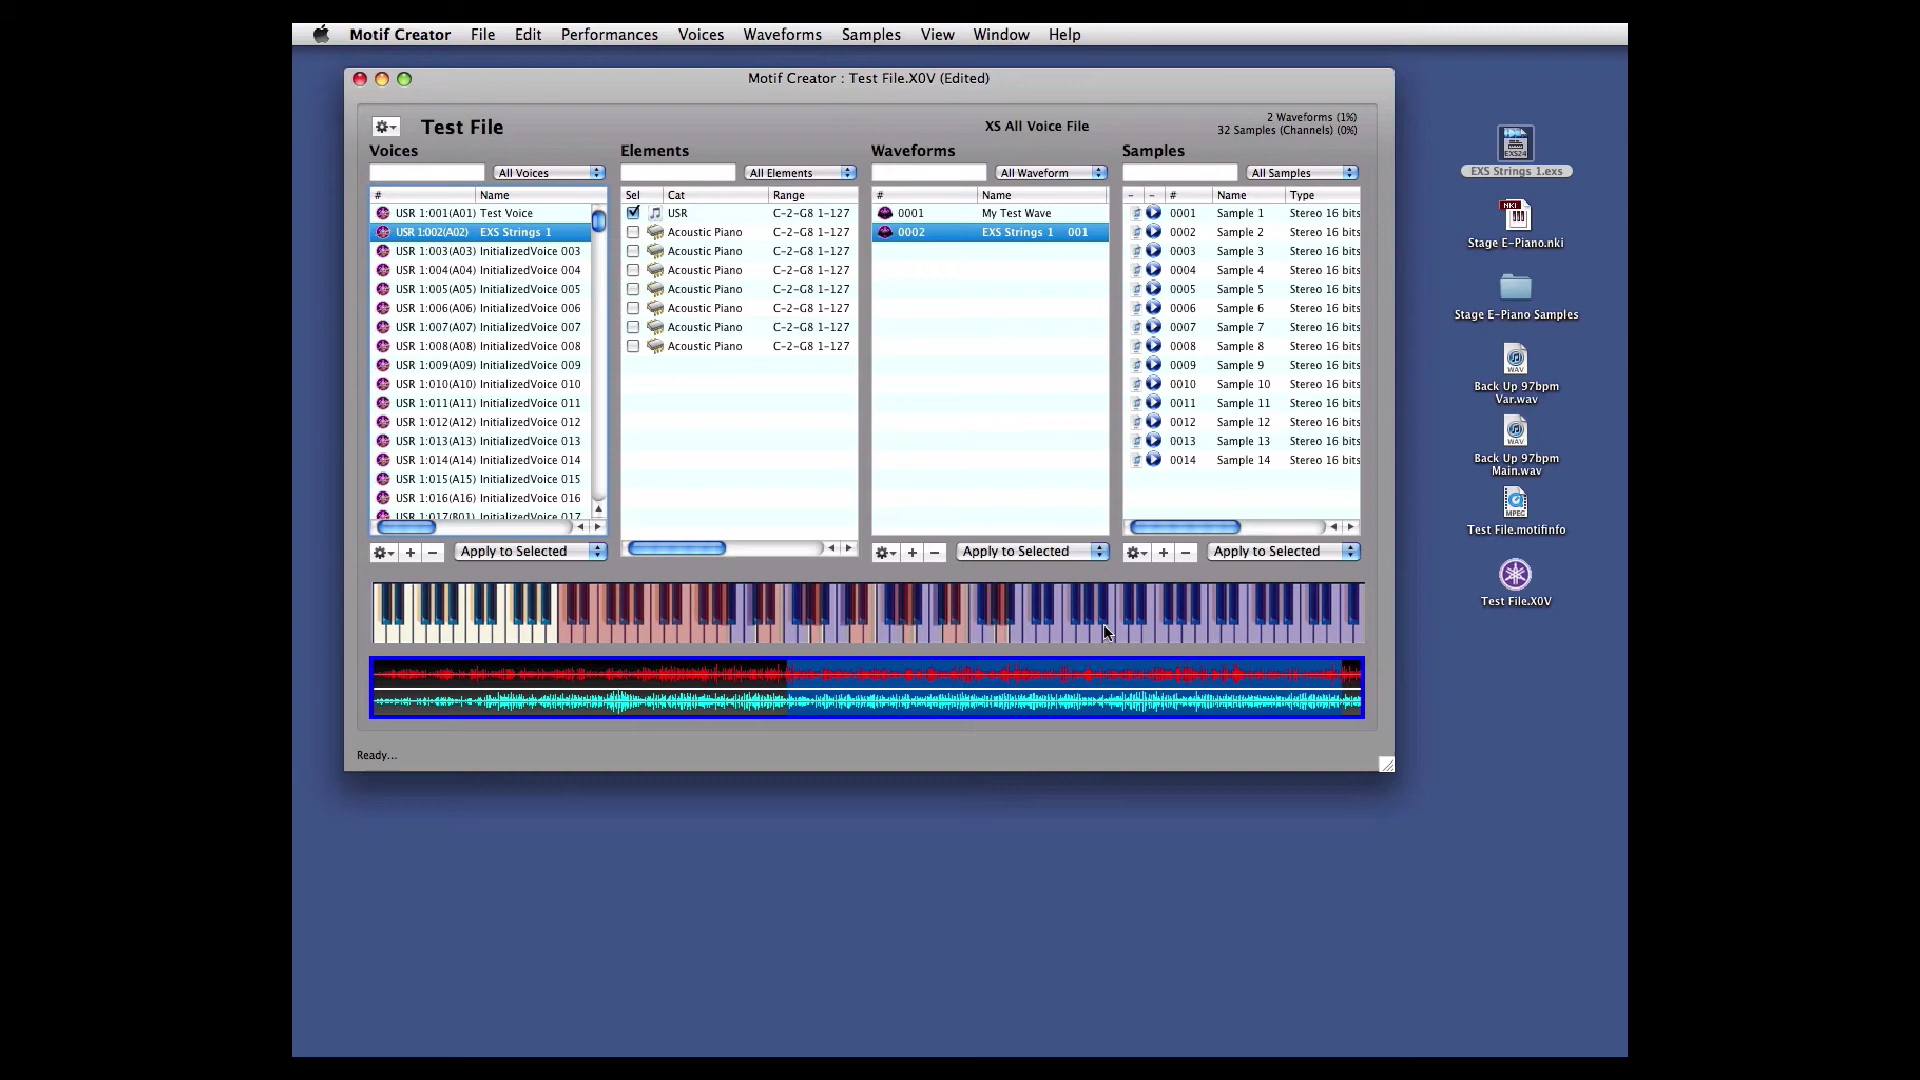 Motif Creator File Edit Performances Voices Waveforms Samples View Window Help
Motif Creator : Test File.X0V (Edited)
Test File
XS All Voice File
2 Waveforms (1%)
32 Samples (Channels) (0%)
Voices
All Voices
# Name
USR 1:001(A01) Test Voice
USR 1:002(A02) EXS Strings 1
USR 1:003(A03) InitializedVoice 003
USR 1:004(A04) InitializedVoice 004
USR 1:005(A05) InitializedVoice 005
USR 1:006(A06) InitializedVoice 006
USR 1:007(A07) InitializedVoice 007
USR 1:008(A08) InitializedVoice 008
USR 1:009(A09) InitializedVoice 009
USR 1:010(A10) InitializedVoice 010
USR 1:011(A11) InitializedVoice 011
USR 1:012(A12) InitializedVoice 012
USR 1:013(A13) InitializedVoice 013
USR 1:014(A14) InitializedVoice 014
USR 1:015(A15) InitializedVoice 015
USR 1:016(A16) InitializedVoice 016
USR 1:017(B01) InitializedVoice 017
Apply to Selected
Elements
All Elements
Sel Cat Range
USR C-2-G8 1-127
Acoustic Piano C-2-G8 1-127
Acoustic Piano C-2-G8 1-127
Acoustic Piano C-2-G8 1-127
Acoustic Piano C-2-G8 1-127
Acoustic Piano C-2-G8 1-127
Acoustic Piano C-2-G8 1-127
Acoustic Piano C-2-G8 1-127
Waveforms
All Waveform
# Name
0001 My Test Wave
0002 EXS Strings 1 001
Apply to Selected
Samples
All Samples
- - # Name Type
0001 Sample 1 Stereo 16 bits
0002 Sample 2 Stereo 16 bits
0003 Sample 3 Stereo 16 bits
0004 Sample 4 Stereo 16 bits
0005 Sample 5 Stereo 16 bits
0006 Sample 6 Stereo 16 bits
0007 Sample 7 Stereo 16 bits
0008 Sample 8 Stereo 16 bits
0009 Sample 9 Stereo 16 bits
0010 Sample 10 Stereo 16 bits
0011 Sample 11 Stereo 16 bits
0012 Sample 12 Stereo 16 bits
0013 Sample 13 Stereo 16 bits
0014 Sample 14 Stereo 16 bits
Apply to Selected
Ready...
EXS24
EXS Strings 1.exs
NKI
Stage E-Piano.nki
Stage E-Piano Samples
WAV
Back Up 97bpm
Var.wav
WAV
Back Up 97bpm
Main.wav
MPEG
Test File.motifinfo
Test File.X0V